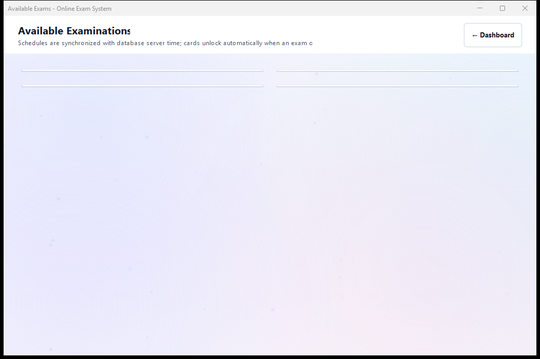 Available Exams - Online Exam System
Available Examinations
Schedules are synchronized with database server time; cards unlock automatically when an exam o
← Dashboard